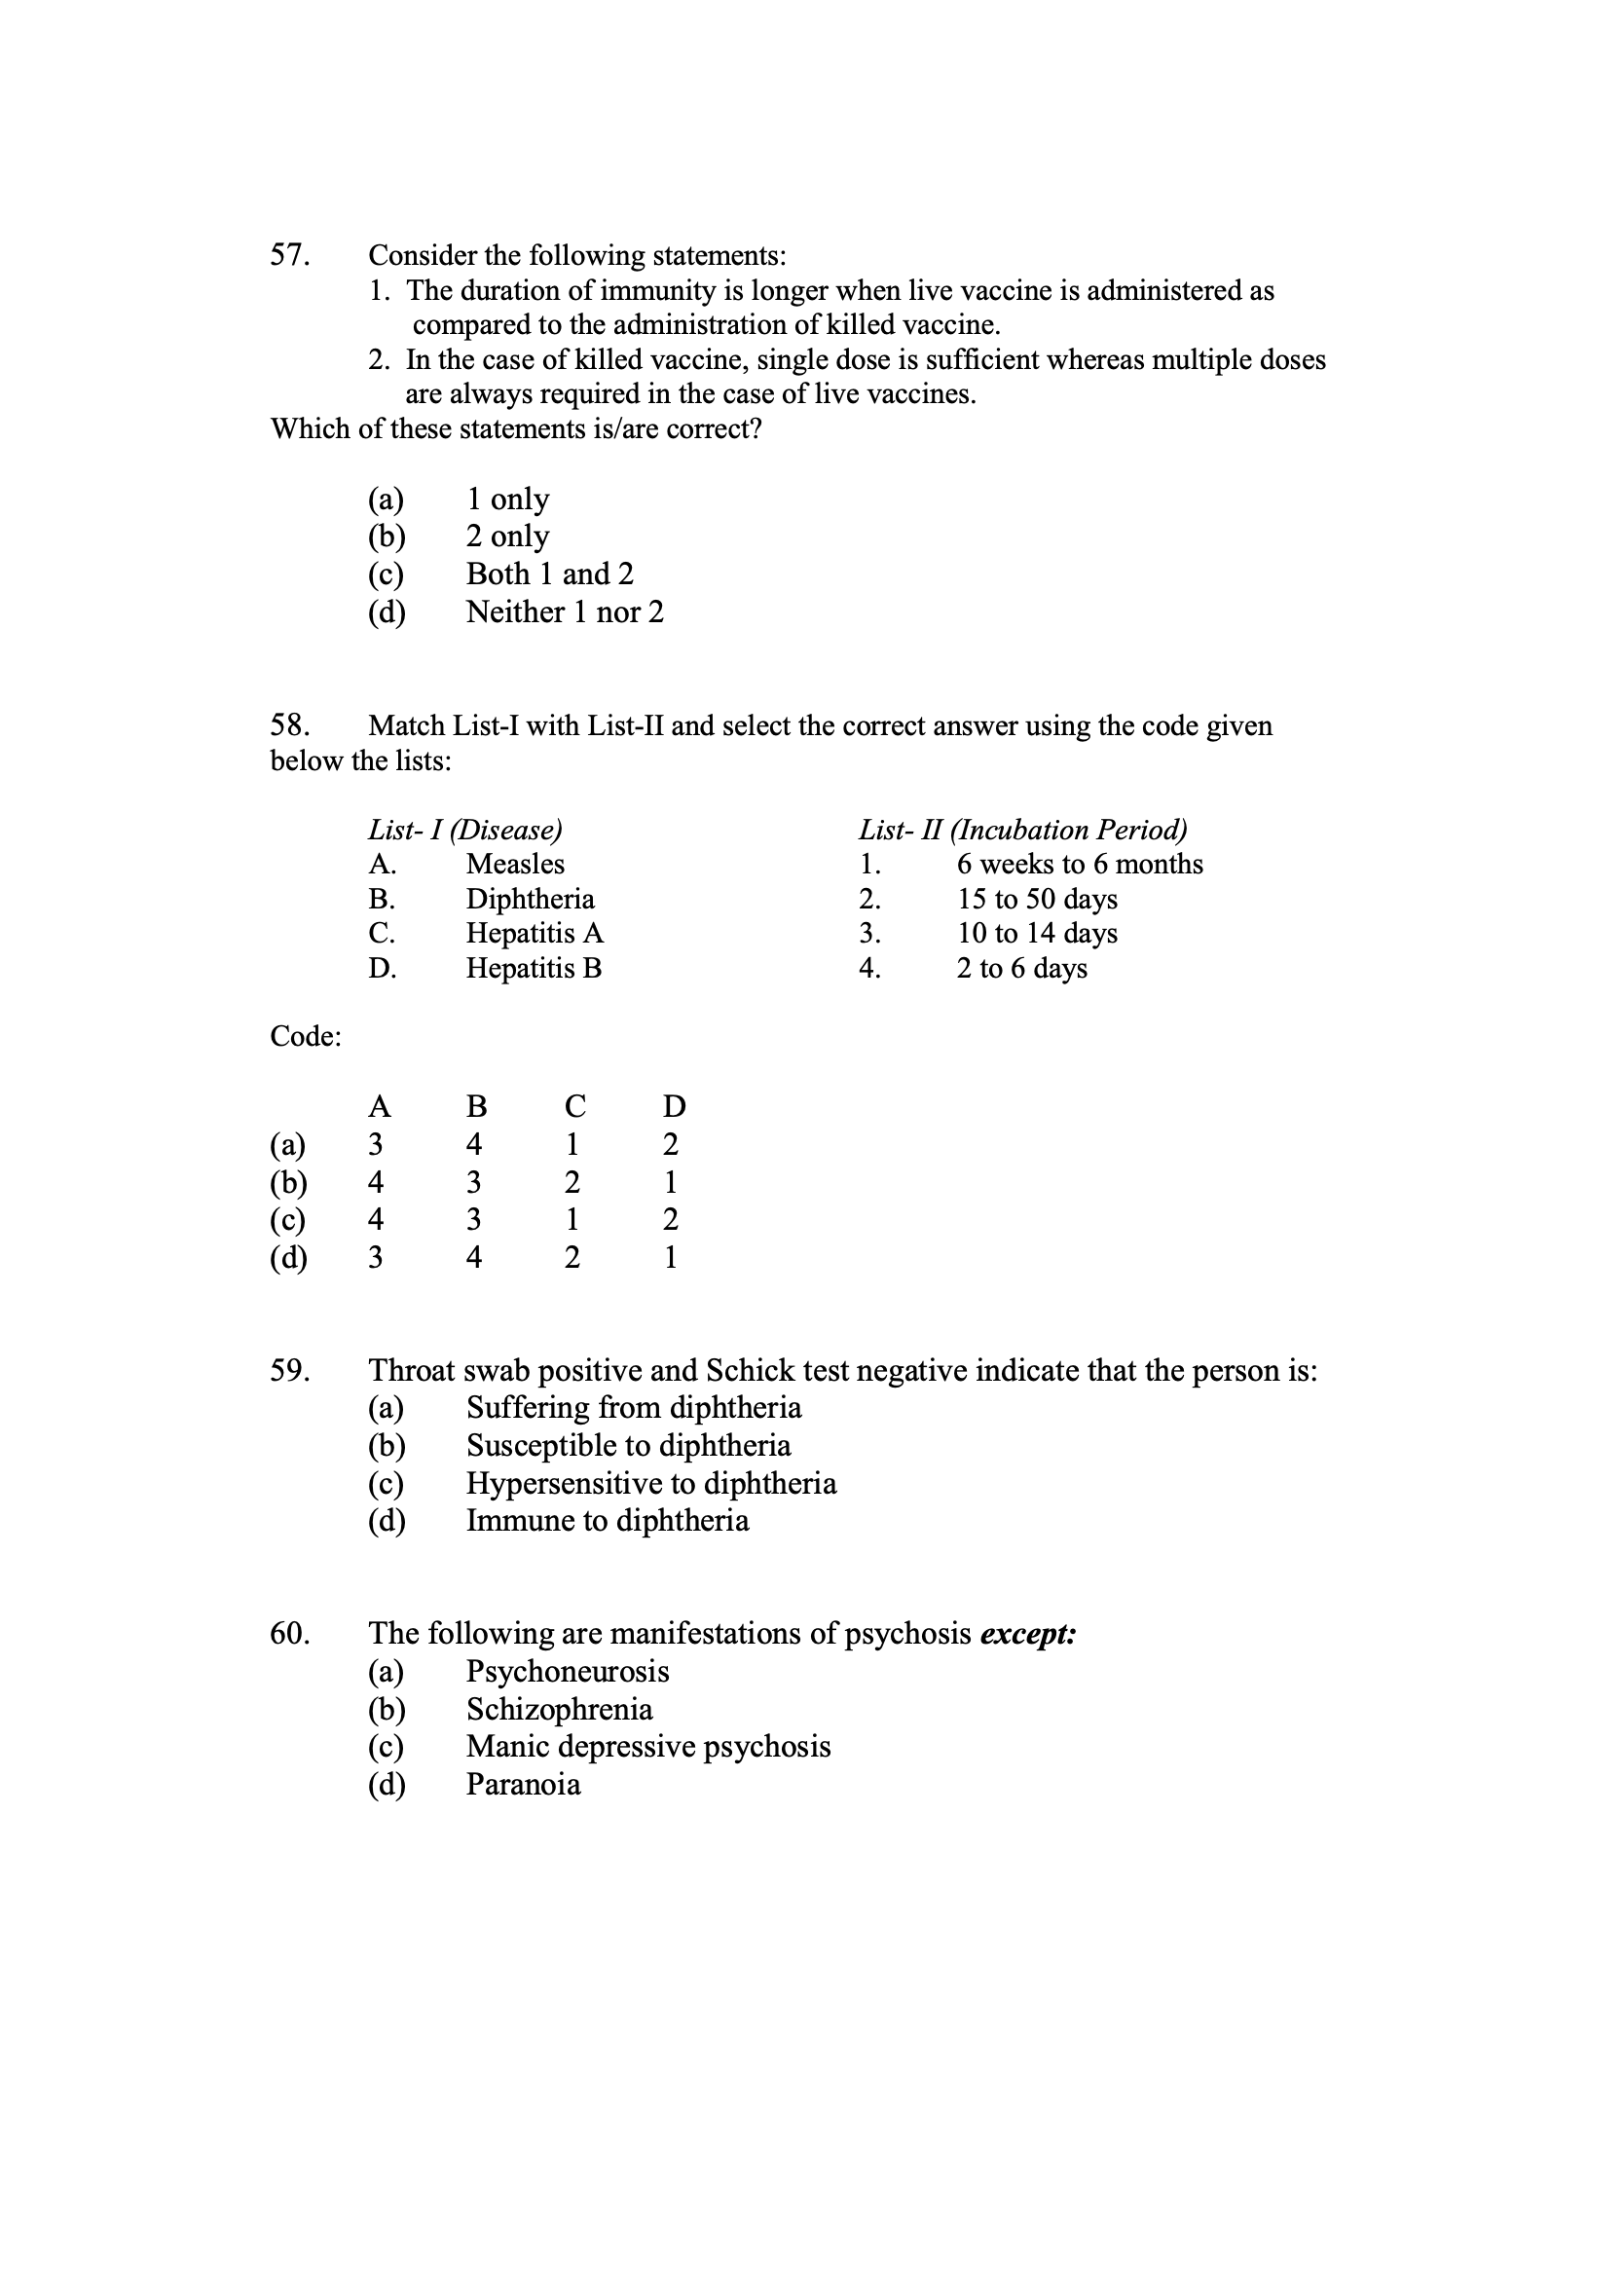 57. Consider the following statements:
1. The duration of immunity is longer when live vaccine is administered as
compared to the administration of killed vaccine.
2. In the case of killed vaccine, single dose is sufficient whereas multiple doses
are always required in the case of live vaccines.
Which of these statements is/are correct?
(a) 1 only
(b) 2 only
(c) Both 1 and 2
(d) Neither 1 nor 2
58. Match List-I with List-II and select the correct answer using the code given
below the lists:
List- I (Disease) List- II (Incubation Period)
A. Measles 1. 6 weeks to 6 months
B. Diphtheria 2. 15 to 50 days
C. Hepatitis A 3. 10 to 14 days
D. Hepatitis B 4. 2 to 6 days
Code:
A B C D
(a) 3 4 1 2
(b) 4 3 2 1
(c) 4 3 1 2
(d) 3 4 2 1
59. Throat swab positive and Schick test negative indicate that the person is:
(a) Suffering from diphtheria
(b) Susceptible to diphtheria
(c) Hypersensitive to diphtheria
(d) Immune to diphtheria
60. The following are manifestations of psychosis except:
(a) Psychoneurosis
(b) Schizophrenia
(c) Manic depressive psychosis
(d) Paranoia